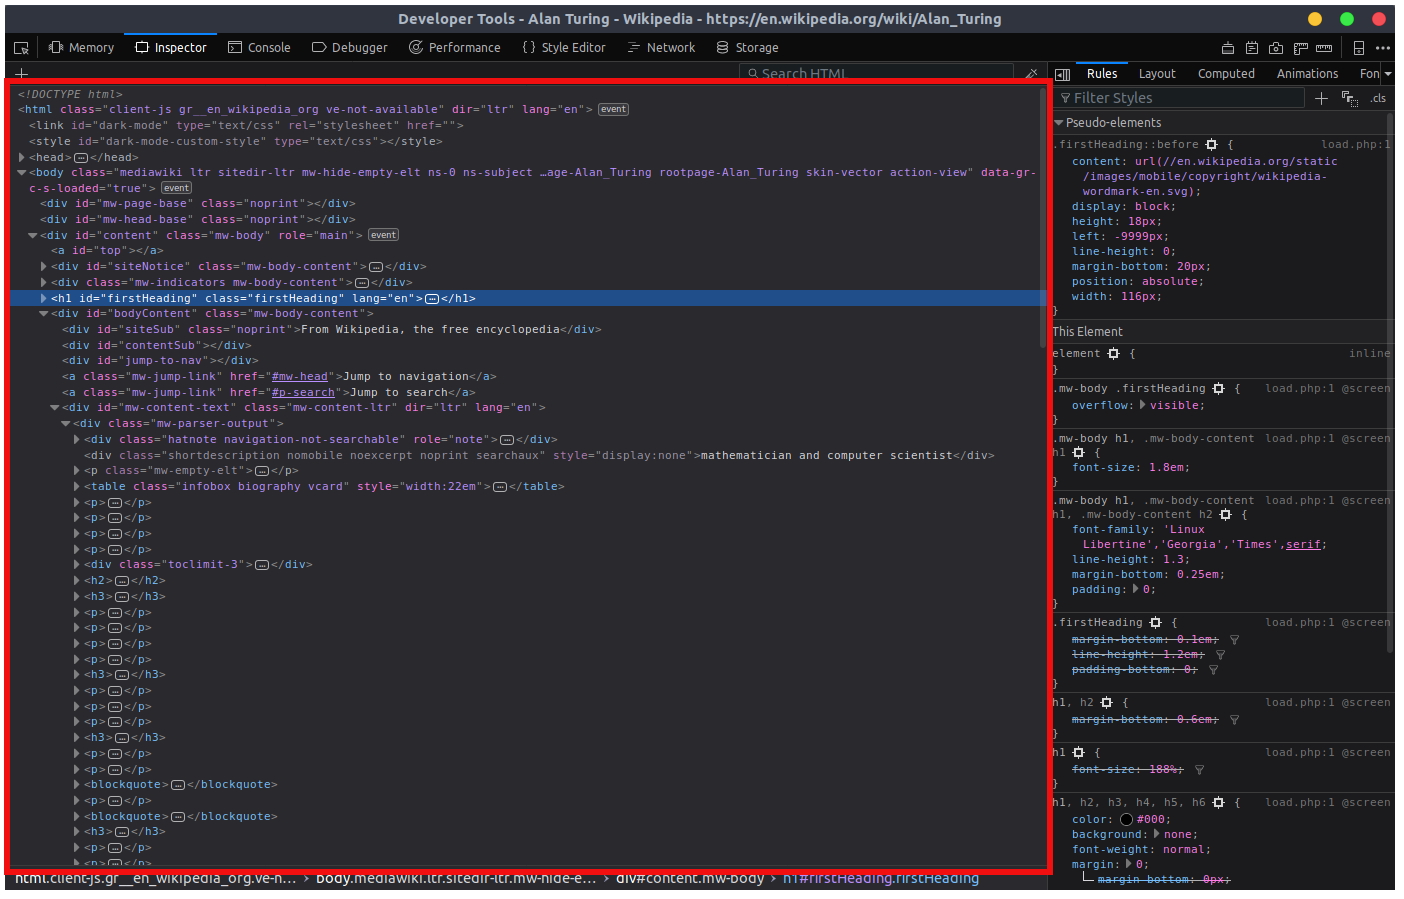 Developer Tools - Alan Turing - Wikipedia - https://en.wikipedia.org/wiki/Alan_Turing
Memory Inspector Console Debugger Performance {} Style Editor Network Storage
Search HTML
<!DOCTYPE html>
<html class="client-js gr__en_wikipedia_org ve-not-available" dir="ltr" lang="en"> event
<link id="dark-mode" type="text/css" rel="stylesheet" href="">
<style id="dark-mode-custom-style" type="text/css"></style>
<head>…</head>
<body class="mediawiki ltr sitedir-ltr mw-hide-empty-elt ns-0 ns-subject …age-Alan_Turing rootpage-Alan_Turing skin-vector action-view" data-gr-
c-s-loaded="true"> event
<div id="mw-page-base" class="noprint"></div>
<div id="mw-head-base" class="noprint"></div>
<div id="content" class="mw-body" role="main"> event
<a id="top"></a>
<div id="siteNotice" class="mw-body-content">…</div>
<div class="mw-indicators mw-body-content">…</div>
<h1 id="firstHeading" class="firstHeading" lang="en">…</h1>
<div id="bodyContent" class="mw-body-content">
<div id="siteSub" class="noprint">From Wikipedia, the free encyclopedia</div>
<div id="contentSub"></div>
<div id="jump-to-nav"></div>
<a class="mw-jump-link" href="#mw-head">Jump to navigation</a>
<a class="mw-jump-link" href="#p-search">Jump to search</a>
<div id="mw-content-text" class="mw-content-ltr" dir="ltr" lang="en">
<div class="mw-parser-output">
<div class="hatnote navigation-not-searchable" role="note">…</div>
<div class="shortdescription nomobile noexcerpt noprint searchaux" style="display:none">mathematician and computer scientist</div>
<p class="mw-empty-elt">…</p>
<table class="infobox biography vcard" style="width:22em">…</table>
<p>…</p>
<p>…</p>
<p>…</p>
<p>…</p>
<div class="toclimit-3">…</div>
<h2>…</h2>
<h3>…</h3>
<p>…</p>
<p>…</p>
<p>…</p>
<p>…</p>
<h3>…</h3>
<p>…</p>
<p>…</p>
<p>…</p>
<h3>…</h3>
<p>…</p>
<p>…</p>
<blockquote>…</blockquote>
<p>…</p>
<blockquote>…</blockquote>
<h3>…</h3>
<p>…</p>
<p>…</p>
html.client-js.gr__en_wikipedia_org.ve-n… > body.mediawiki.ltr.sitedir-ltr.mw-hide-e… > div#content.mw-body > h1#firstHeading.firstHeading
Rules Layout Computed Animations Fon
Filter Styles + .cls
Pseudo-elements
.firstHeading::before { load.php:1
content: url(//en.wikipedia.org/static
/images/mobile/copyright/wikipedia-
wordmark-en.svg);
display: block;
height: 18px;
left: -9999px;
line-height: 0;
margin-bottom: 20px;
position: absolute;
width: 116px;
}
This Element
element { inline
}
.mw-body .firstHeading { load.php:1 @screen
overflow: visible;
}
.mw-body h1, .mw-body-content load.php:1 @screen
h1 {
font-size: 1.8em;
}
.mw-body h1, .mw-body-content load.php:1 @screen
h1, .mw-body-content h2 {
font-family: 'Linux
Libertine','Georgia','Times',serif;
line-height: 1.3;
margin-bottom: 0.25em;
padding: 0;
}
.firstHeading { load.php:1 @screen
margin-bottom: 0.1em;
line-height: 1.2em;
padding-bottom: 0;
}
h1, h2 { load.php:1 @screen
margin-bottom: 0.6em;
}
h1 { load.php:1 @screen
font-size: 188%;
}
h1, h2, h3, h4, h5, h6 { load.php:1 @screen
color: #000;
background: none;
font-weight: normal;
margin: 0;
margin-bottom: 0px;